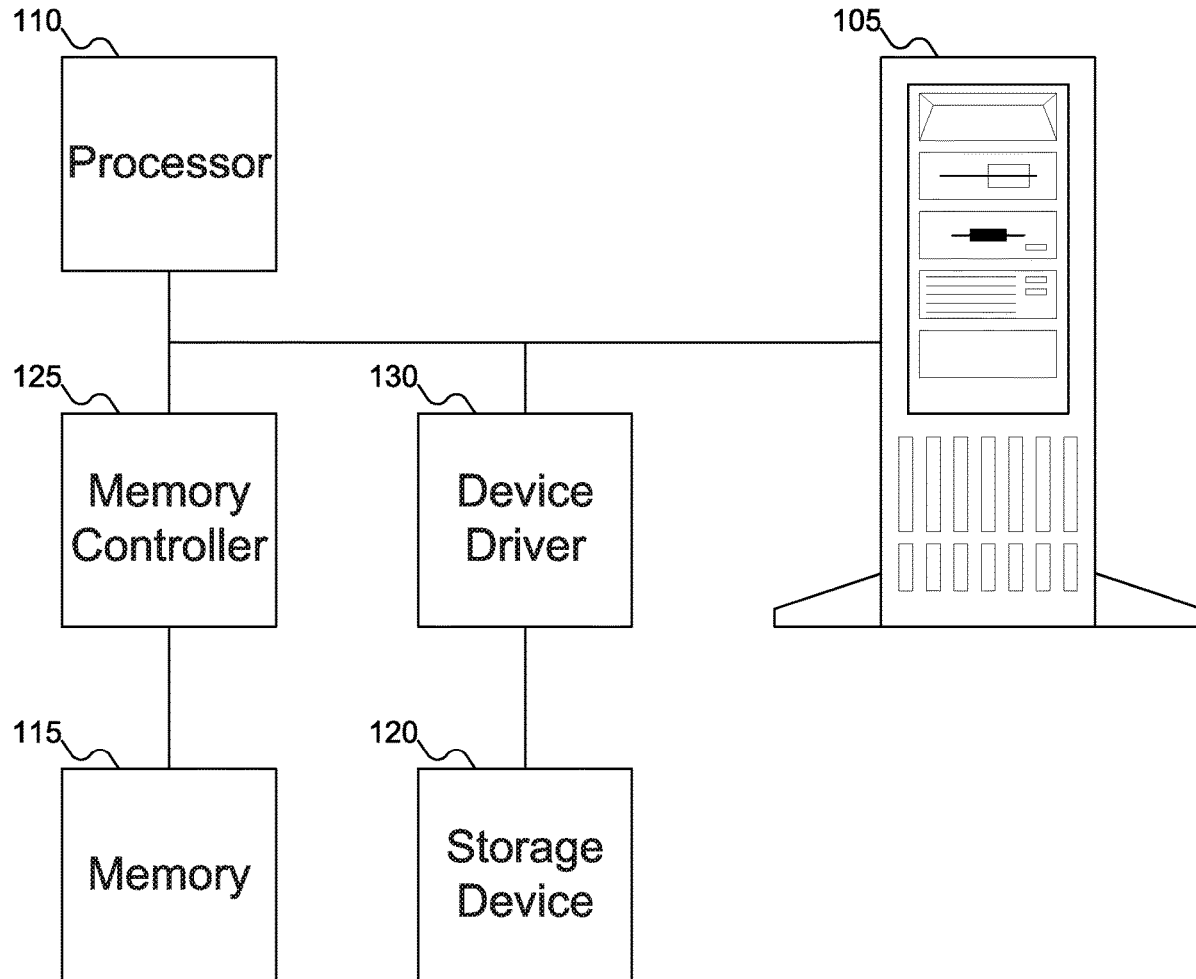 110
105
Processor
125
130
Memory
Controller
Device
Driver
115
120
Memory
Storage
Device